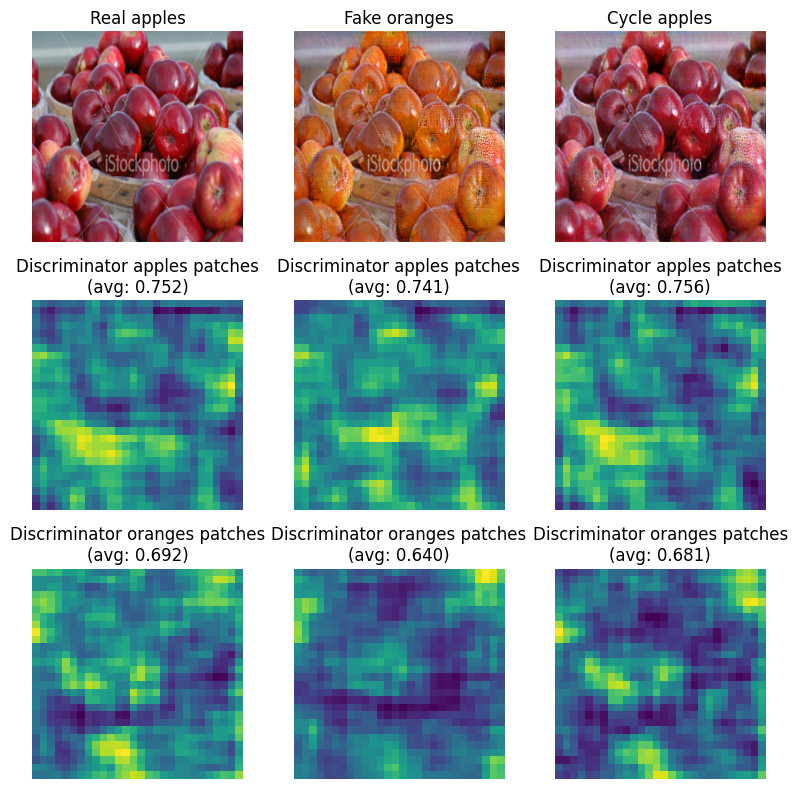 Real apples
Fake oranges
Cycle apples
iStockphoto
iStockphoto
iStockphoto
Discriminator apples patches
(avg: 0.752)
Discriminator apples patches
(avg: 0.741)
Discriminator apples patches
(avg: 0.756)
Discriminator oranges patches
(avg: 0.692)
Discriminator oranges patches
(avg: 0.640)
Discriminator oranges patches
(avg: 0.681)